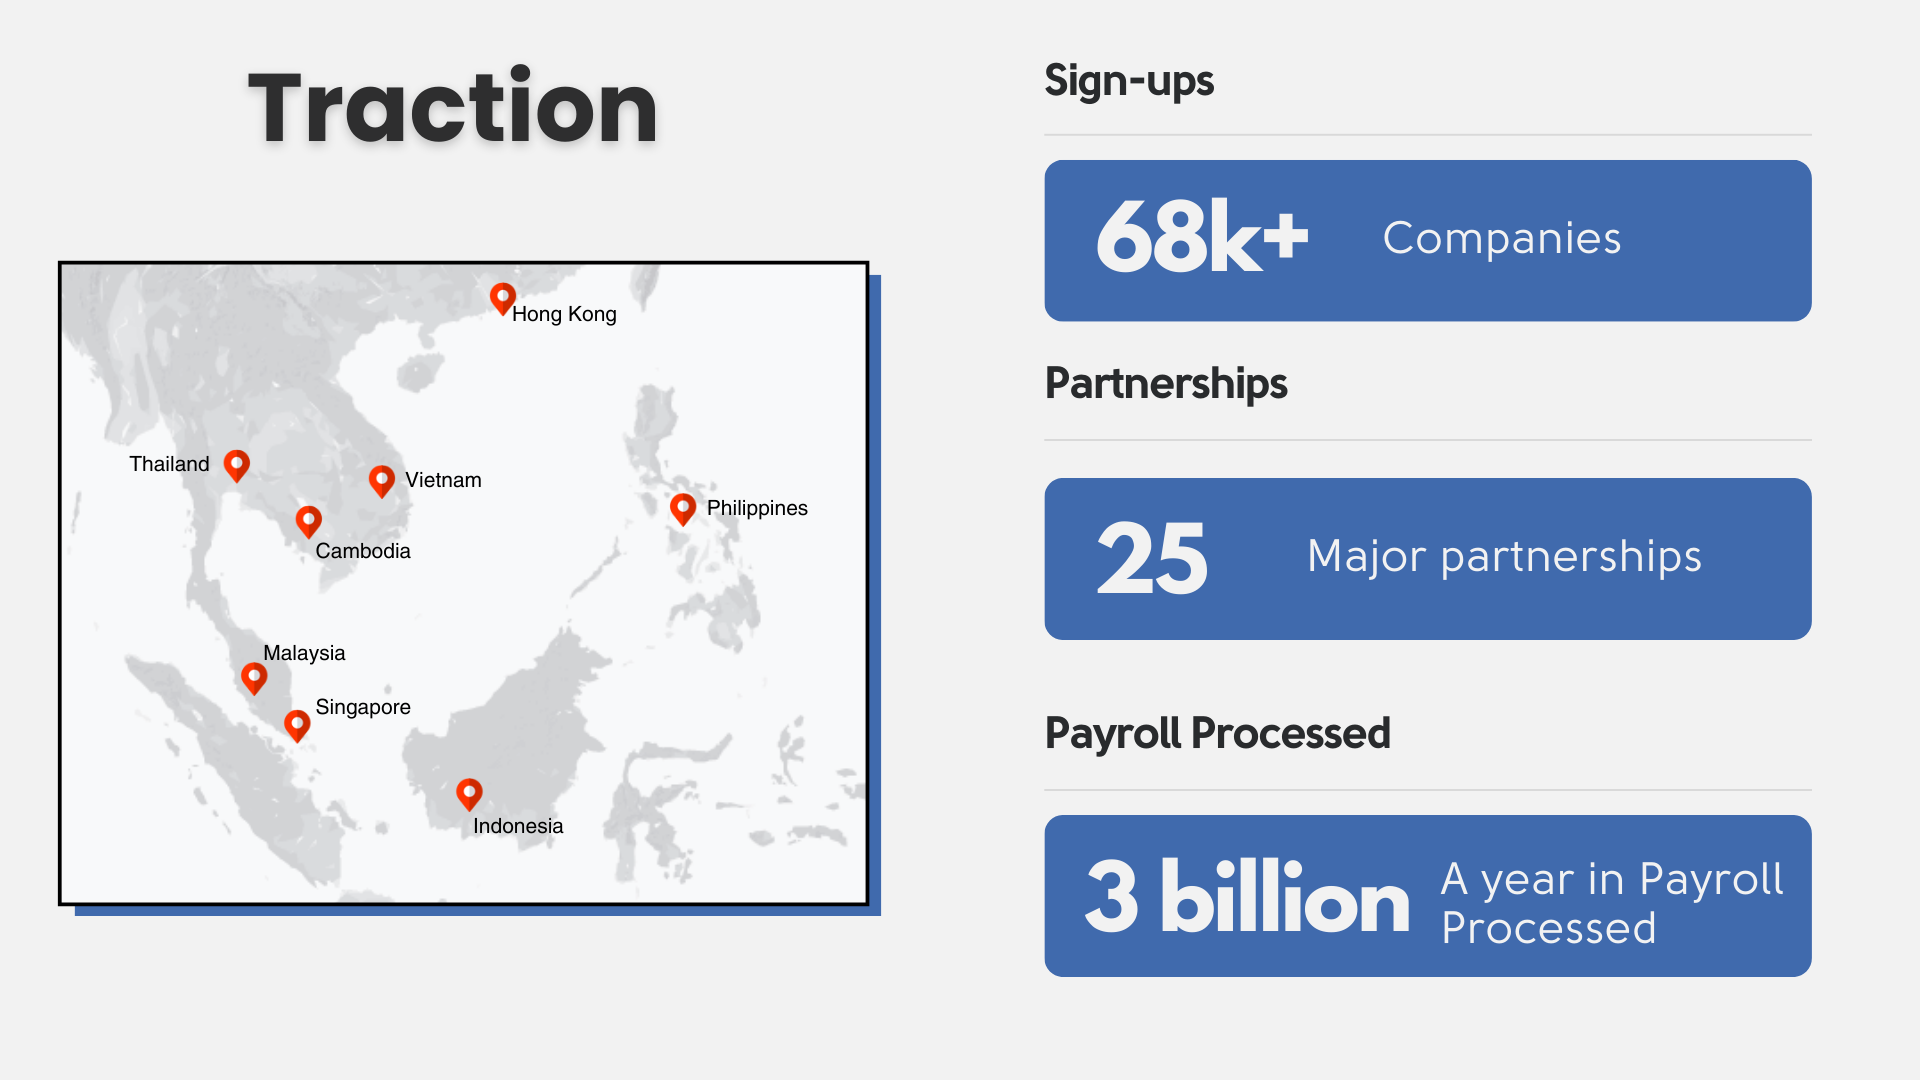 Traction
Hong Kong
Thailand
Vietnam
Philippines
Cambodia
Malaysia
Singapore
Indonesia
Sign-ups
68k+ Companies
Partnerships
25 Major partnerships
Payroll Processed
3 billion A year in Payroll
Processed